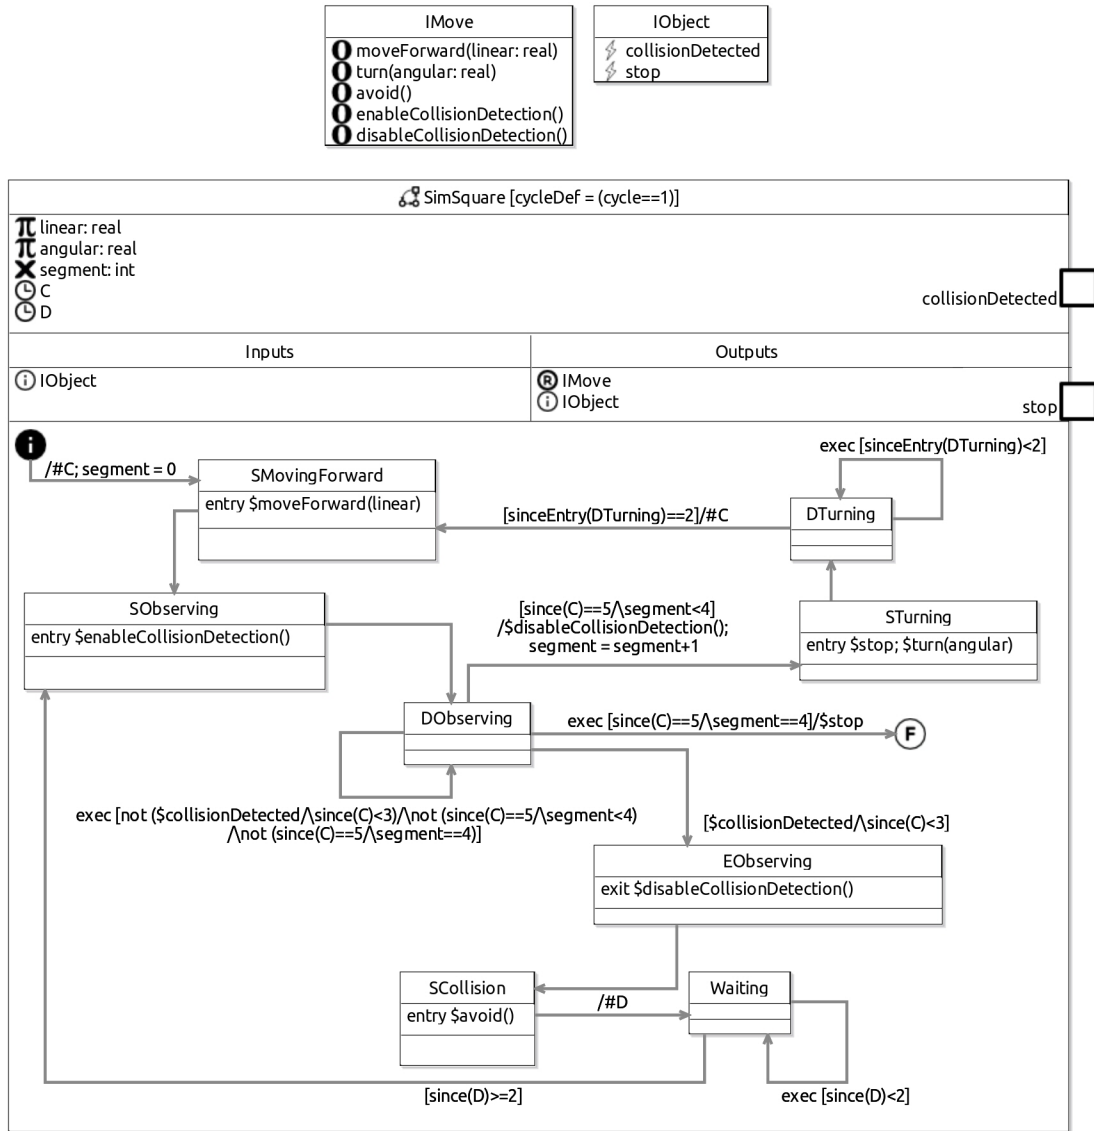 IMove
O moveForward(linear: real)
O turn(angular: real)
O avoid()
O enableCollisionDetection()
O disableCollisionDetection()
IObject
collisionDetected
stop
SimSquare [cycleDef = (cycle==1)]
π linear: real
π angular: real
X segment: int
C
D
collisionDetected
Inputs
Outputs
i IObject
R IMove
i IObject
stop
i
/#C; segment = 0
SMovingForward
entry $moveForward(linear)
exec [sinceEntry(DTurning)<2]
DTurning
[sinceEntry(DTurning)==2]/#C
SObserving
entry $enableCollisionDetection()
[since(C)==5/\segment<4]
/$disableCollisionDetection();
segment = segment+1
STurning
entry $stop; $turn(angular)
DObserving
exec [since(C)==5/\segment==4]/$stop
F
exec [not ($collisionDetected/\since(C)<3)/\not (since(C)==5/\segment<4)
/\not (since(C)==5/\segment==4)]
[$collisionDetected/\since(C)<3]
EObserving
exit $disableCollisionDetection()
SCollision
entry $avoid()
/#D
Waiting
[since(D)>=2]
exec [since(D)<2]